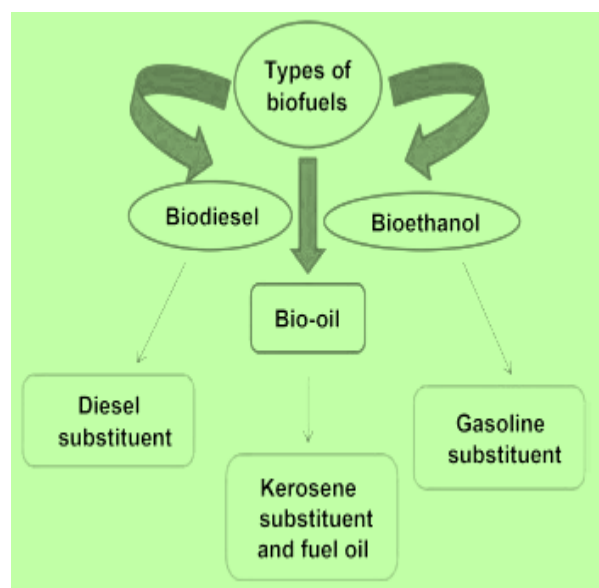 Types of
biofuels
Biodiesel
Bioethanol
Bio-oil
Diesel
substituent
Gasoline
substituent
Kerosene
substituent
and fuel oil